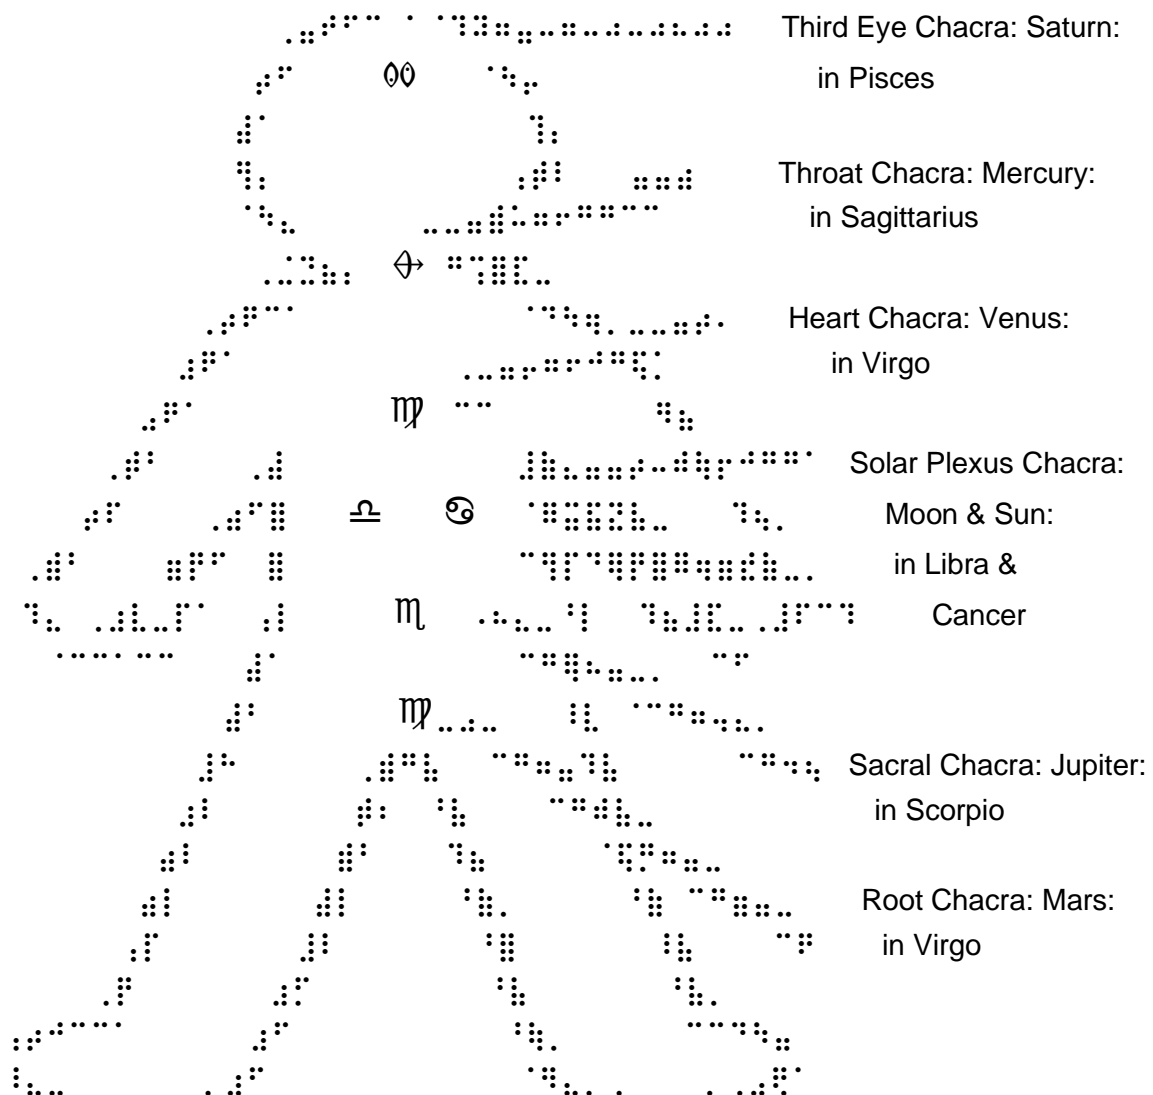 Third Eye Chacra: Saturn:
in Pisces
Throat Chacra: Mercury:
in Sagittarius
Heart Chacra: Venus:
in Virgo
Solar Plexus Chacra:
Moon & Sun:
in Libra &
Cancer
Sacral Chacra: Jupiter:
in Scorpio
Root Chacra: Mars:
in Virgo